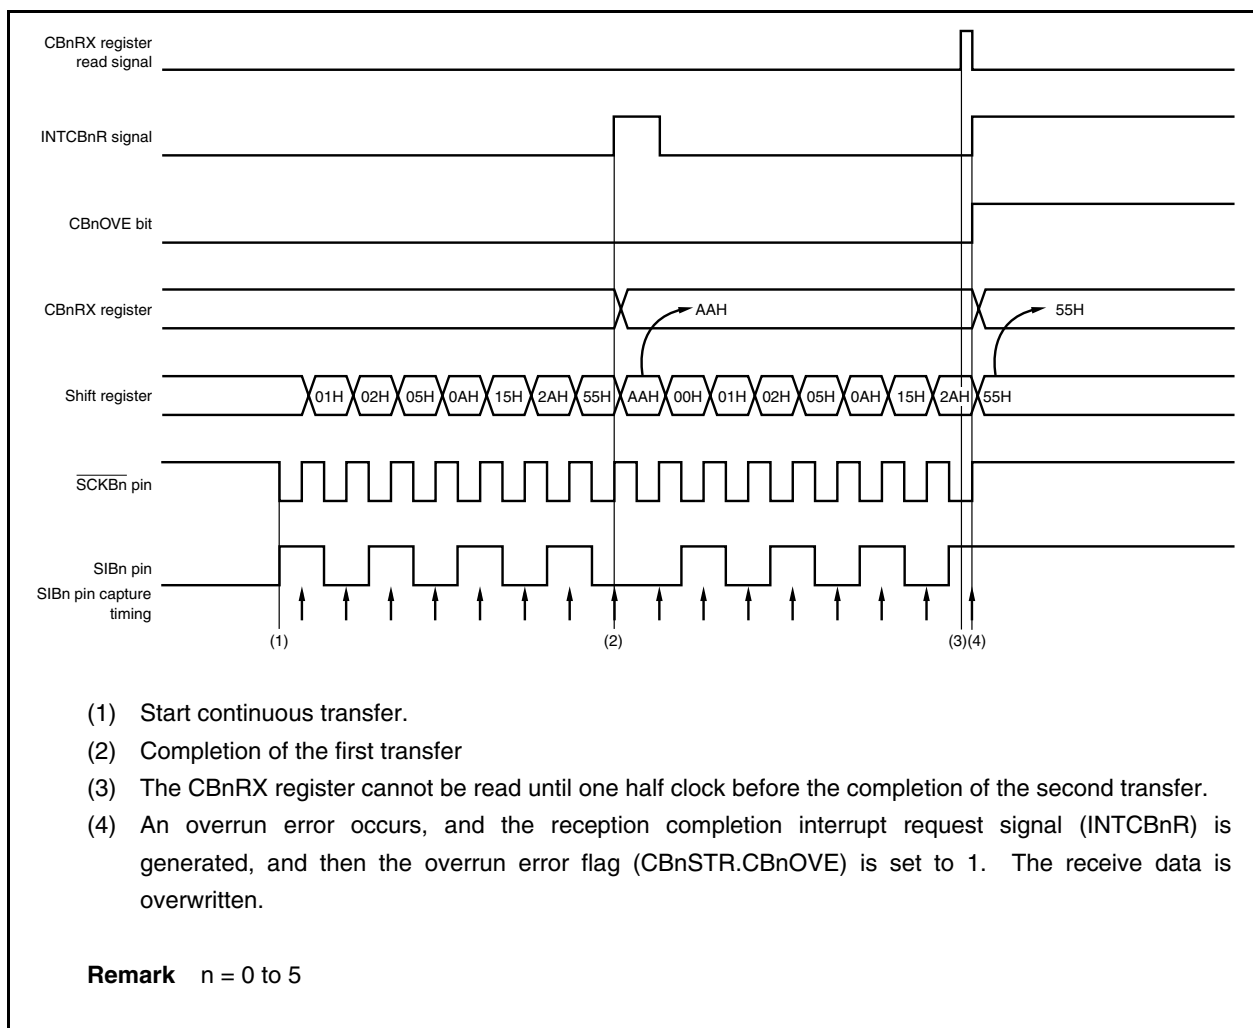 CBnRX register
read signal
INTCBnR signal
CBnOVE bit
CBnRX register
AAH
55H
Shift register
01H 02H 05H 0AH 15H 2AH 55H AAH 00H 01H 02H 05H 0AH 15H 2AH 55H
SCKBn pin
SIBn pin
SIBn pin capture
timing
(1) (2) (3) (4)
(1) Start continuous transfer.
(2) Completion of the first transfer
(3) The CBnRX register cannot be read until one half clock before the completion of the second transfer.
(4) An overrun error occurs, and the reception completion interrupt request signal (INTCBnR) is
generated, and then the overrun error flag (CBnSTR.CBnOVE) is set to 1. The receive data is
overwritten.
Remark n = 0 to 5